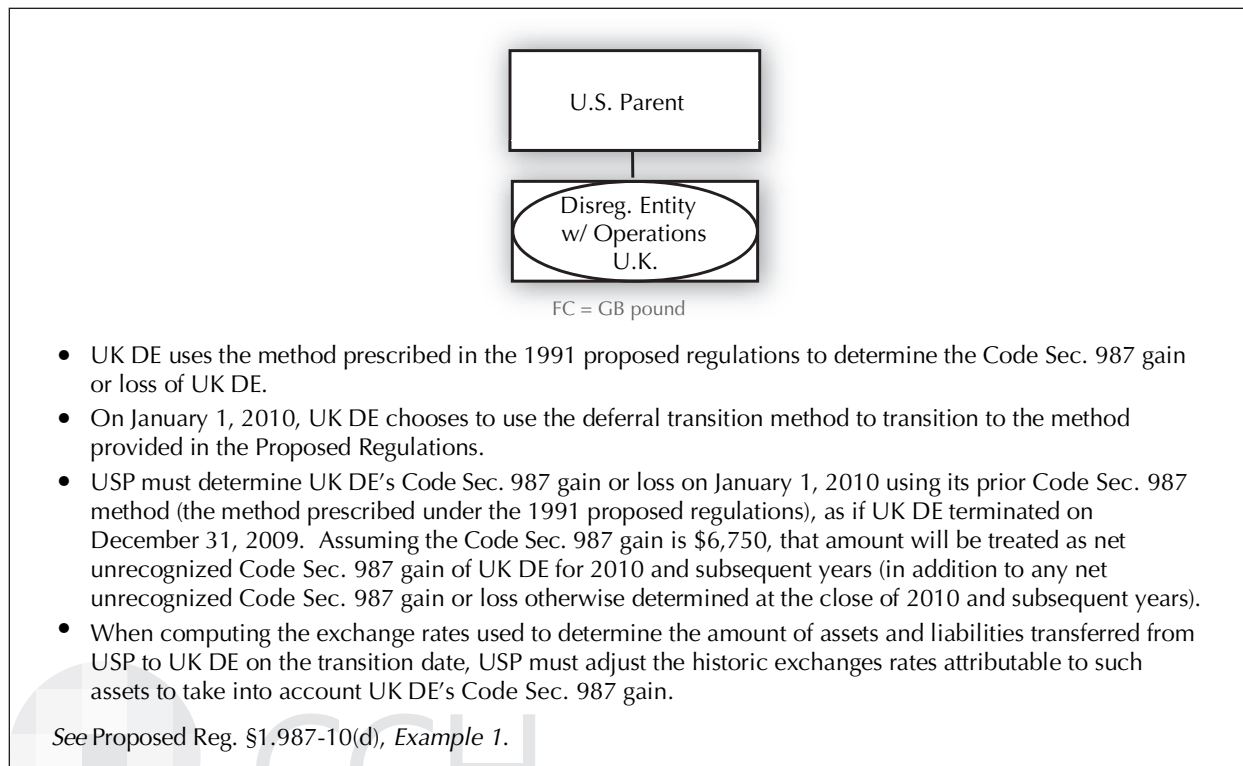 U.S. Parent
Disreg. Entity
w/ Operations
U.K.
FC = GB pound
• UK DE uses the method prescribed in the 1991 proposed regulations to determine the Code Sec. 987 gain
or loss of UK DE.
• On January 1, 2010, UK DE chooses to use the deferral transition method to transition to the method
provided in the Proposed Regulations.
• USP must determine UK DE's Code Sec. 987 gain or loss on January 1, 2010 using its prior Code Sec. 987
method (the method prescribed under the 1991 proposed regulations), as if UK DE terminated on
December 31, 2009. Assuming the Code Sec. 987 gain is $6,750, that amount will be treated as net
unrecognized Code Sec. 987 gain of UK DE for 2010 and subsequent years (in addition to any net
unrecognized Code Sec. 987 gain or loss otherwise determined at the close of 2010 and subsequent years).
• When computing the exchange rates used to determine the amount of assets and liabilities transferred from
USP to UK DE on the transition date, USP must adjust the historic exchanges rates attributable to such
assets to take into account UK DE's Code Sec. 987 gain.
See Proposed Reg. §1.987-10(d), Example 1.
CCH